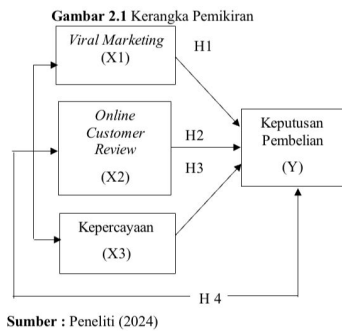 Gambar 2.1 Kerangka Pemikiran
Viral Marketing
(X1)
H1
Online
Customer
Review
(X2)
H2
H3
Keputusan
Pembelian
(Y)
Kepercayaan
(X3)
H 4
Sumber : Peneliti (2024)